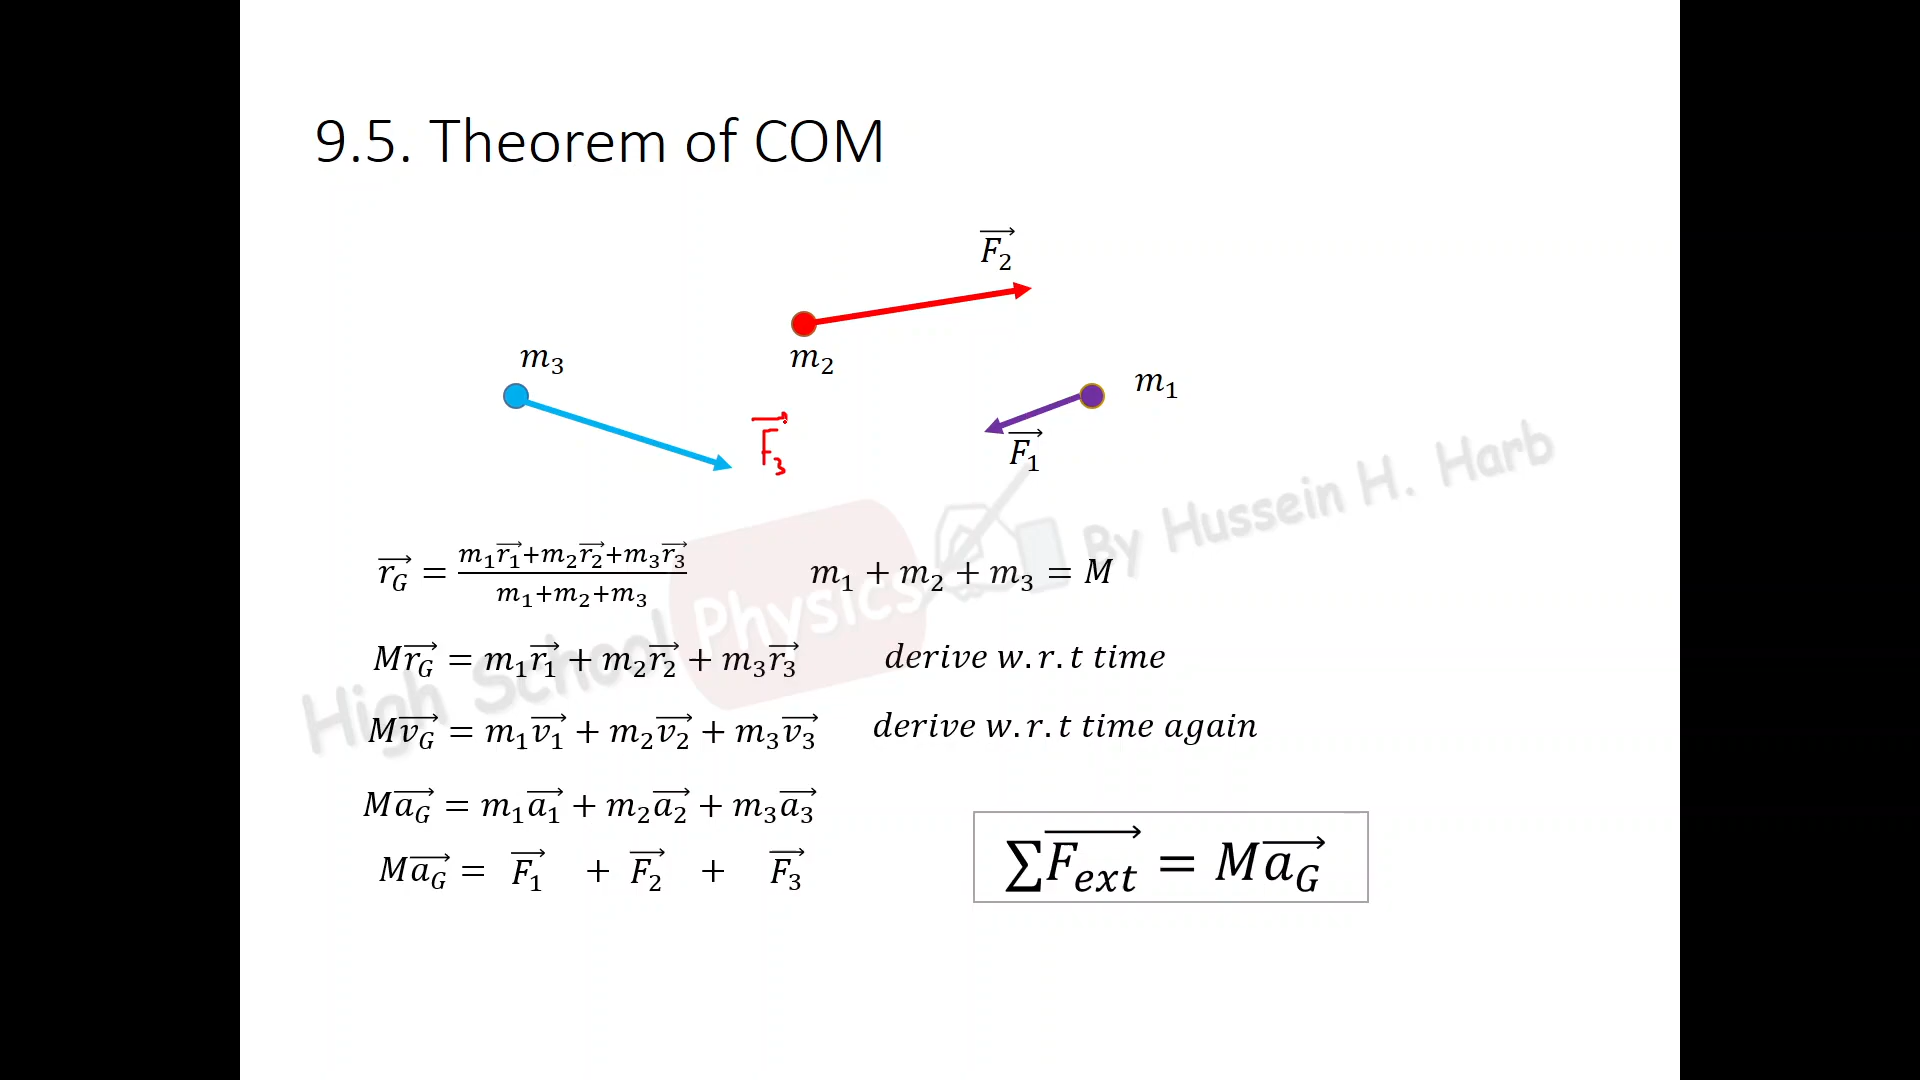 9.5. Theorem of COM
F₂⃗
m₃
m₂
m₁
F₃⃗
F₁⃗
r_G⃗ = (m₁r₁⃗+m₂r₂⃗+m₃r₃⃗)/(m₁+m₂+m₃) m₁ + m₂ + m₃ = M
Mr_G⃗ = m₁r₁⃗ + m₂r₂⃗ + m₃r₃⃗ derive w.r.t time
Mv_G⃗ = m₁v₁⃗ + m₂v₂⃗ + m₃v₃⃗ derive w.r.t time again
Ma_G⃗ = m₁a₁⃗ + m₂a₂⃗ + m₃a₃⃗
Ma_G⃗ = F₁⃗ + F₂⃗ + F₃⃗
∑F_ext⃗ = Ma_G⃗
High School Physics By Hussein H. Harb